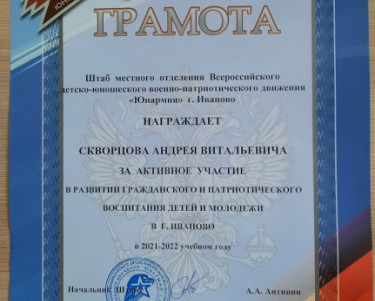 ГРАМОТА
Штаб местного отделения Всероссийского
детско-юношеского военно-патриотического движения
«Юнармия» г. Иваново
НАГРАЖДАЕТ
СКВОРЦОВА АНДРЕЯ ВИТАЛЬЕВИЧА
ЗА АКТИВНОЕ УЧАСТИЕ
В РАЗВИТИИ ГРАЖДАНСКОГО И ПАТРИОТИЧЕСКОГО
ВОСПИТАНИЯ ДЕТЕЙ И МОЛОДЕЖИ
В Г. ИВАНОВО
в 2021-2022 учебном году
Начальник Штаба А.А. Антипин